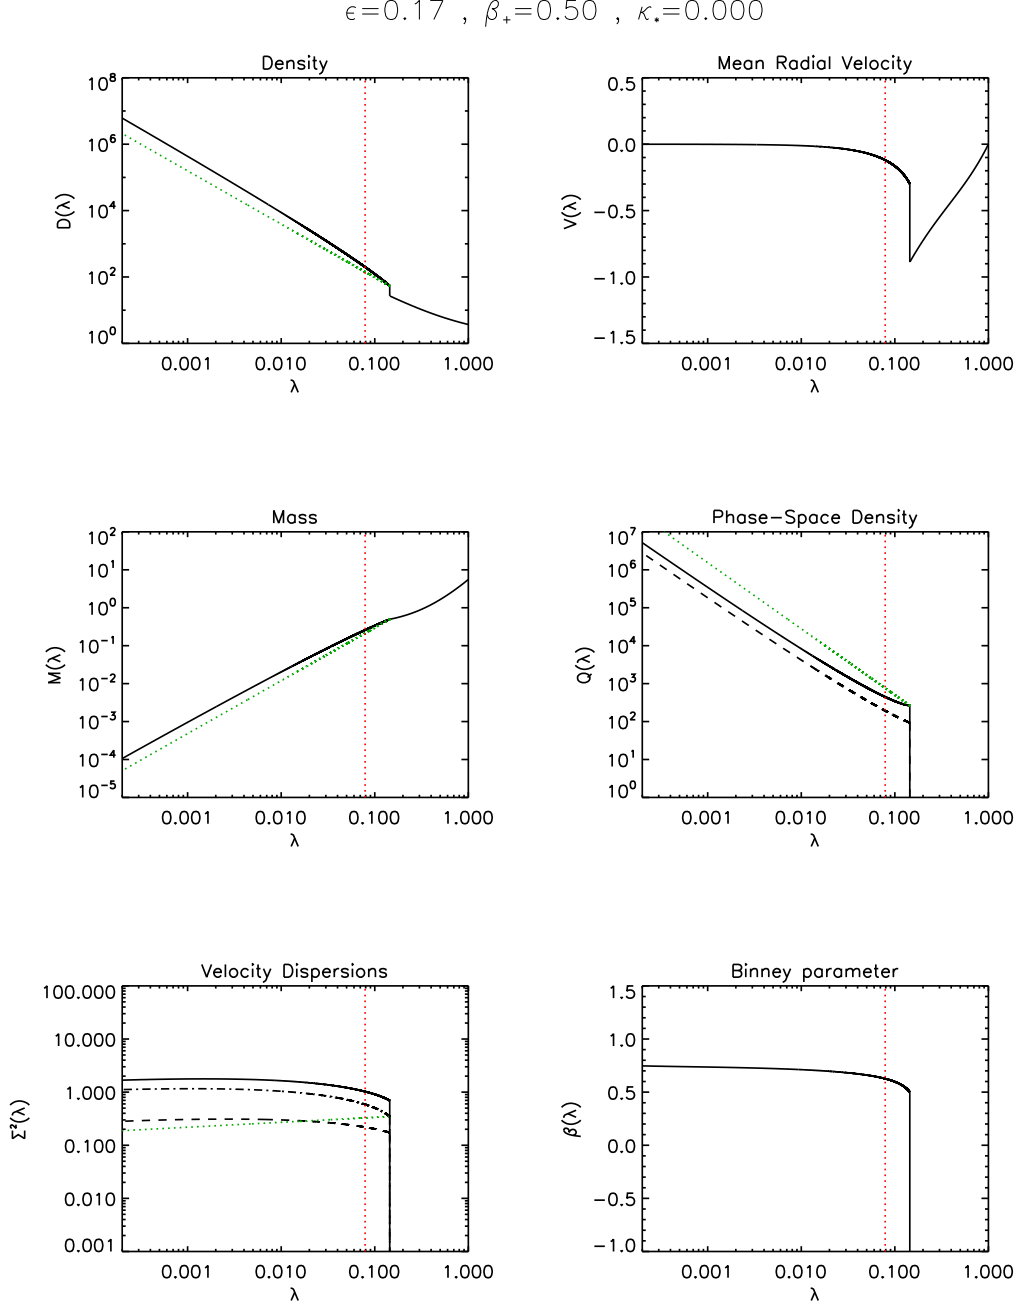 ϵ=0.17 , β₊=0.50 , κ*=0.000
Density
10⁸
10⁶
10⁴
10²
10⁰
D(λ)
0.001 0.010 0.100 1.000
λ
Mean Radial Velocity
0.5
0.0
−0.5
−1.0
−1.5
V(λ)
0.001 0.010 0.100 1.000
λ
Mass
10²
10¹
10⁰
10⁻¹
10⁻²
10⁻³
10⁻⁴
10⁻⁵
M(λ)
0.001 0.010 0.100 1.000
λ
Phase−Space Density
10⁷
10⁶
10⁵
10⁴
10³
10²
10¹
10⁰
Q(λ)
0.001 0.010 0.100 1.000
λ
Velocity Dispersions
100.000
10.000
1.000
0.100
0.010
0.001
Σ²(λ)
0.001 0.010 0.100 1.000
λ
Binney parameter
1.5
1.0
0.5
0.0
−0.5
−1.0
β(λ)
0.001 0.010 0.100 1.000
λ